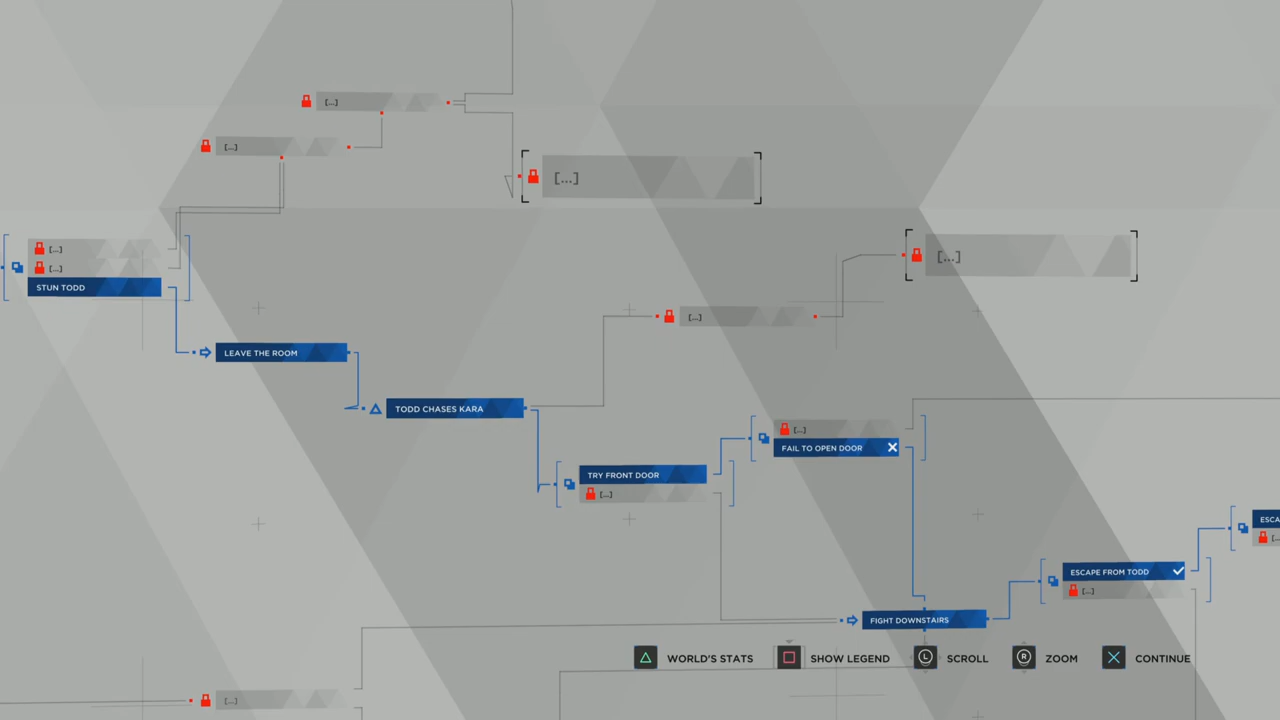 [...]
[...]
[...]
[...]
[...]
STUN TODD
[...]
[...]
LEAVE THE ROOM
TODD CHASES KARA
[...]
FAIL TO OPEN DOOR
TRY FRONT DOOR
[...]
ESCA
[...
ESCAPE FROM TODD
[...]
FIGHT DOWNSTAIRS
WORLD'S STATS
SHOW LEGEND
L SCROLL
R ZOOM
CONTINUE
[...]